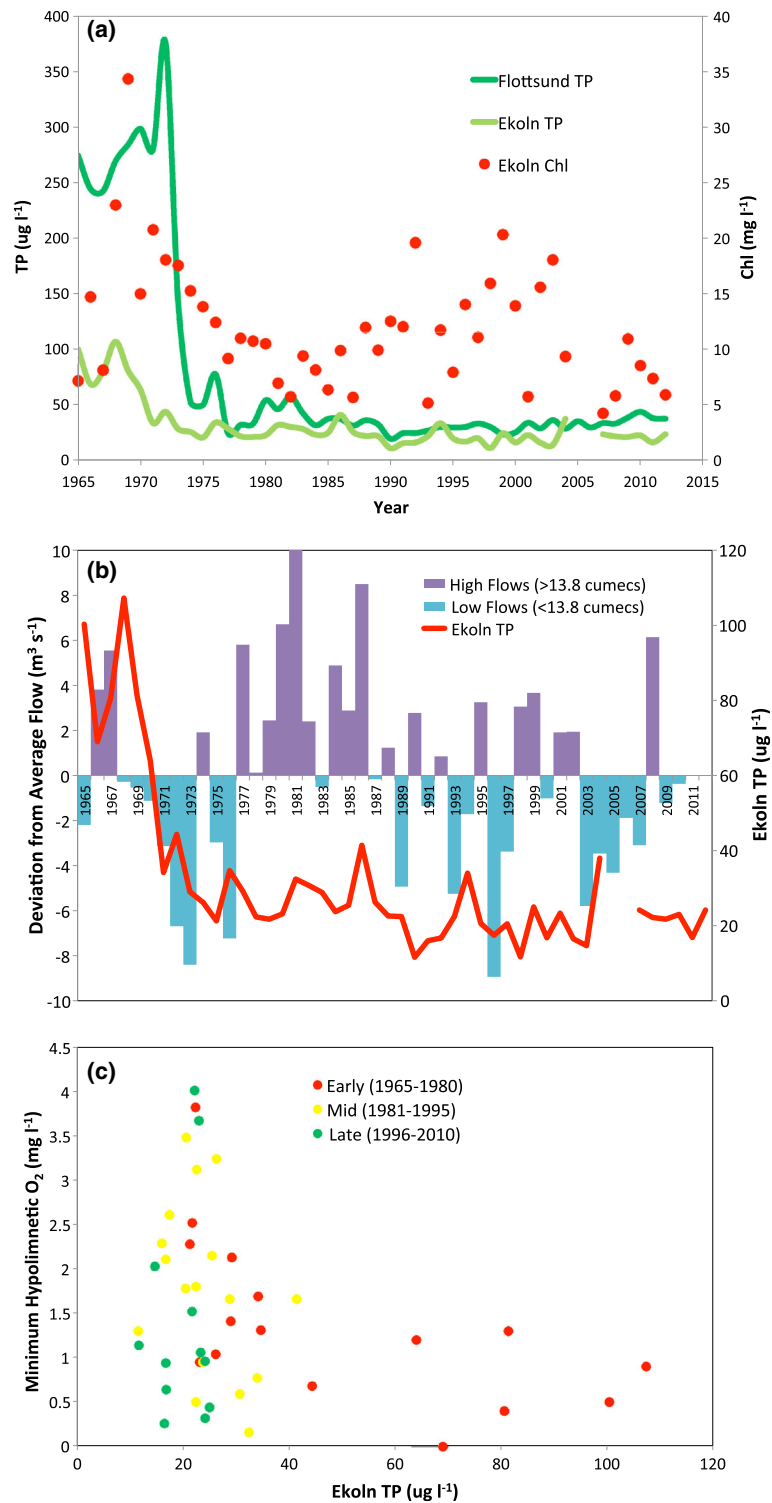 (a)
400
350
300
250
200
150
100
50
0
TP (ug l-1)
40
35
30
25
20
15
10
5
0
Chl (mg l-1)
Flottsund TP
Ekoln TP
Ekoln Chl
1965 1970 1975 1980 1985 1990 1995 2000 2005 2010 2015
Year
(b)
10
8
6
4
2
0
-2
-4
-6
-8
-10
Deviation from Average Flow (m3 s-1)
120
100
80
60
40
20
0
Ekoln TP (ug l-1)
High Flows (>13.8 cumecs)
Low Flows (<13.8 cumecs)
Ekoln TP
1965 1967 1969 1971 1973 1975 1977 1979 1981 1983 1985 1987 1989 1991 1993 1995 1997 1999 2001 2003 2005 2007 2009 2011
(c)
4.5
4
3.5
3
2.5
2
1.5
1
0.5
0
Minimum Hypolimnetic O2 (mg l-1)
Early (1965-1980)
Mid (1981-1995)
Late (1996-2010)
0 20 40 60 80 100 120
Ekoln TP (ug l-1)